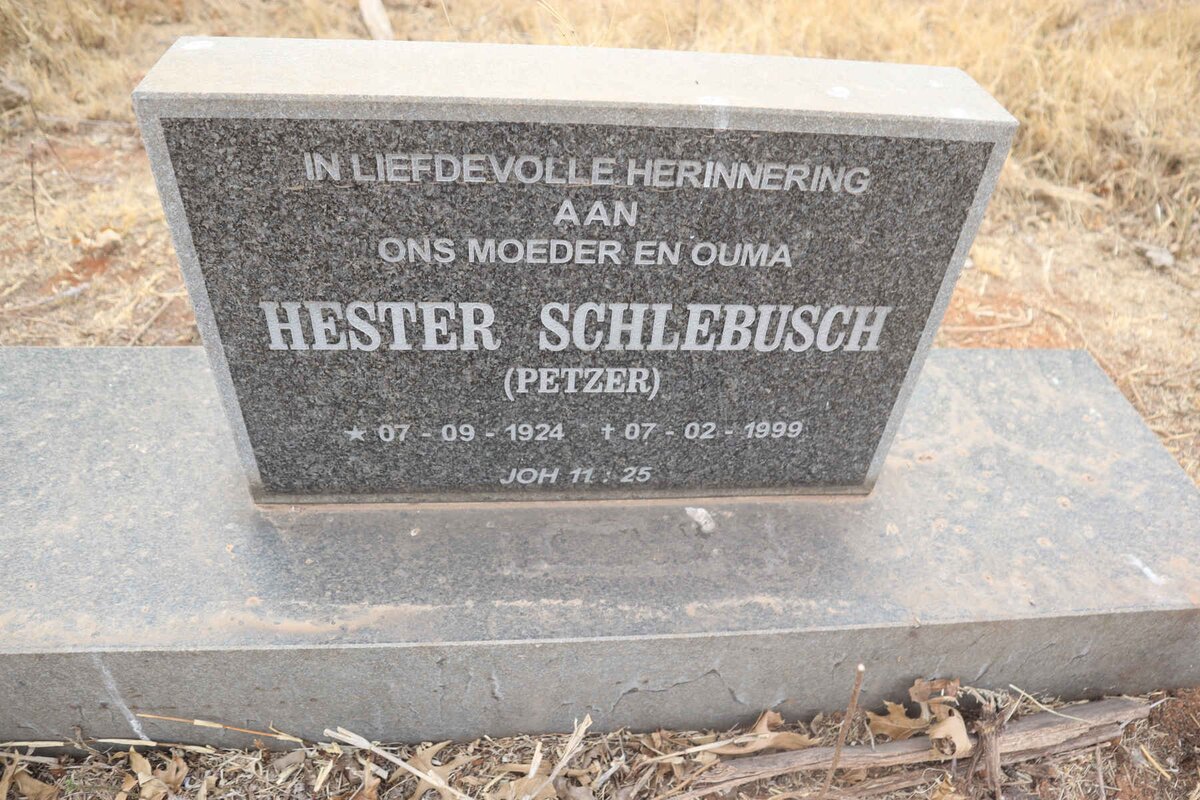 IN LIEFDEVOLLE HERINNERING
AAN
ONS MOEDER EN OUMA
HESTER SCHLEBUSCH
(PETZER)
★ 07 - 09 - 1924 ✝ 07 - 02 - 1999
JOH 11 : 25